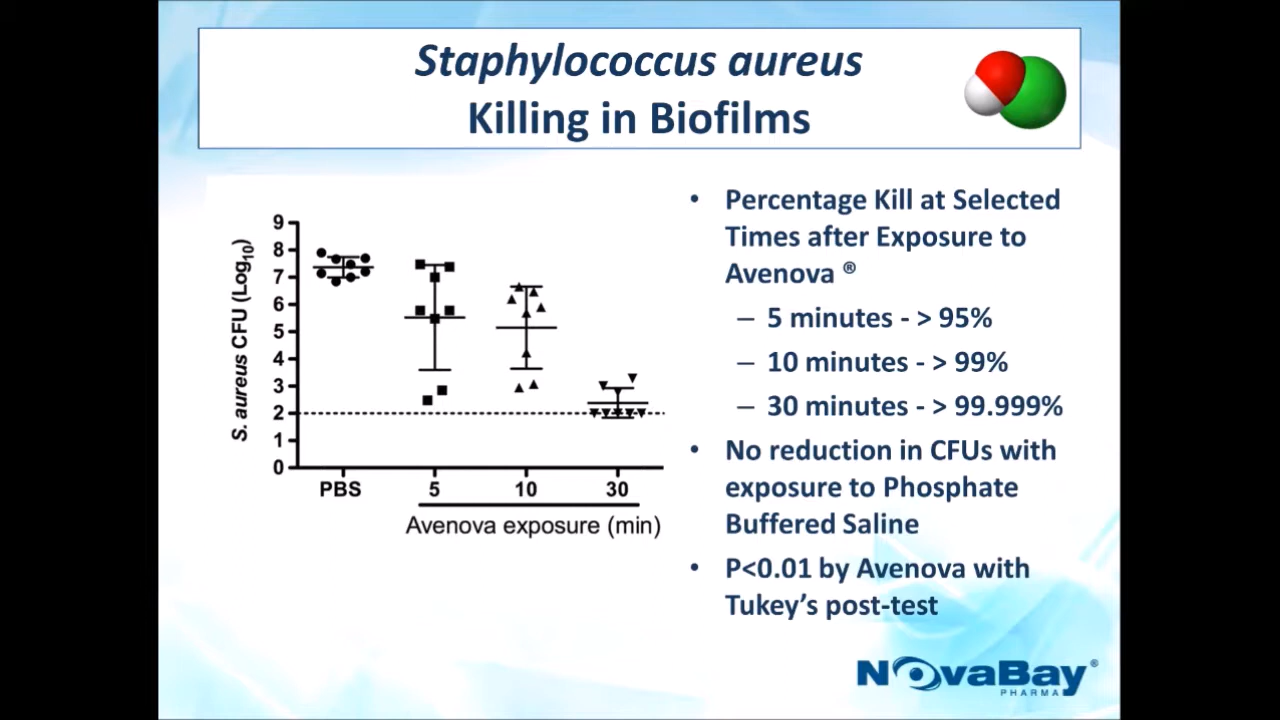 Staphylococcus aureus
Killing in Biofilms
S. aureus CFU (Log10)
9
8
7
6
5
4
3
2
1
0
PBS 5 10 30
Avenova exposure (min)
• Percentage Kill at Selected
Times after Exposure to
Avenova ®
– 5 minutes - > 95%
– 10 minutes - > 99%
– 30 minutes - > 99.999%
• No reduction in CFUs with
exposure to Phosphate
Buffered Saline
• P<0.01 by Avenova with
Tukey’s post-test
NovaBay®
PHARMA